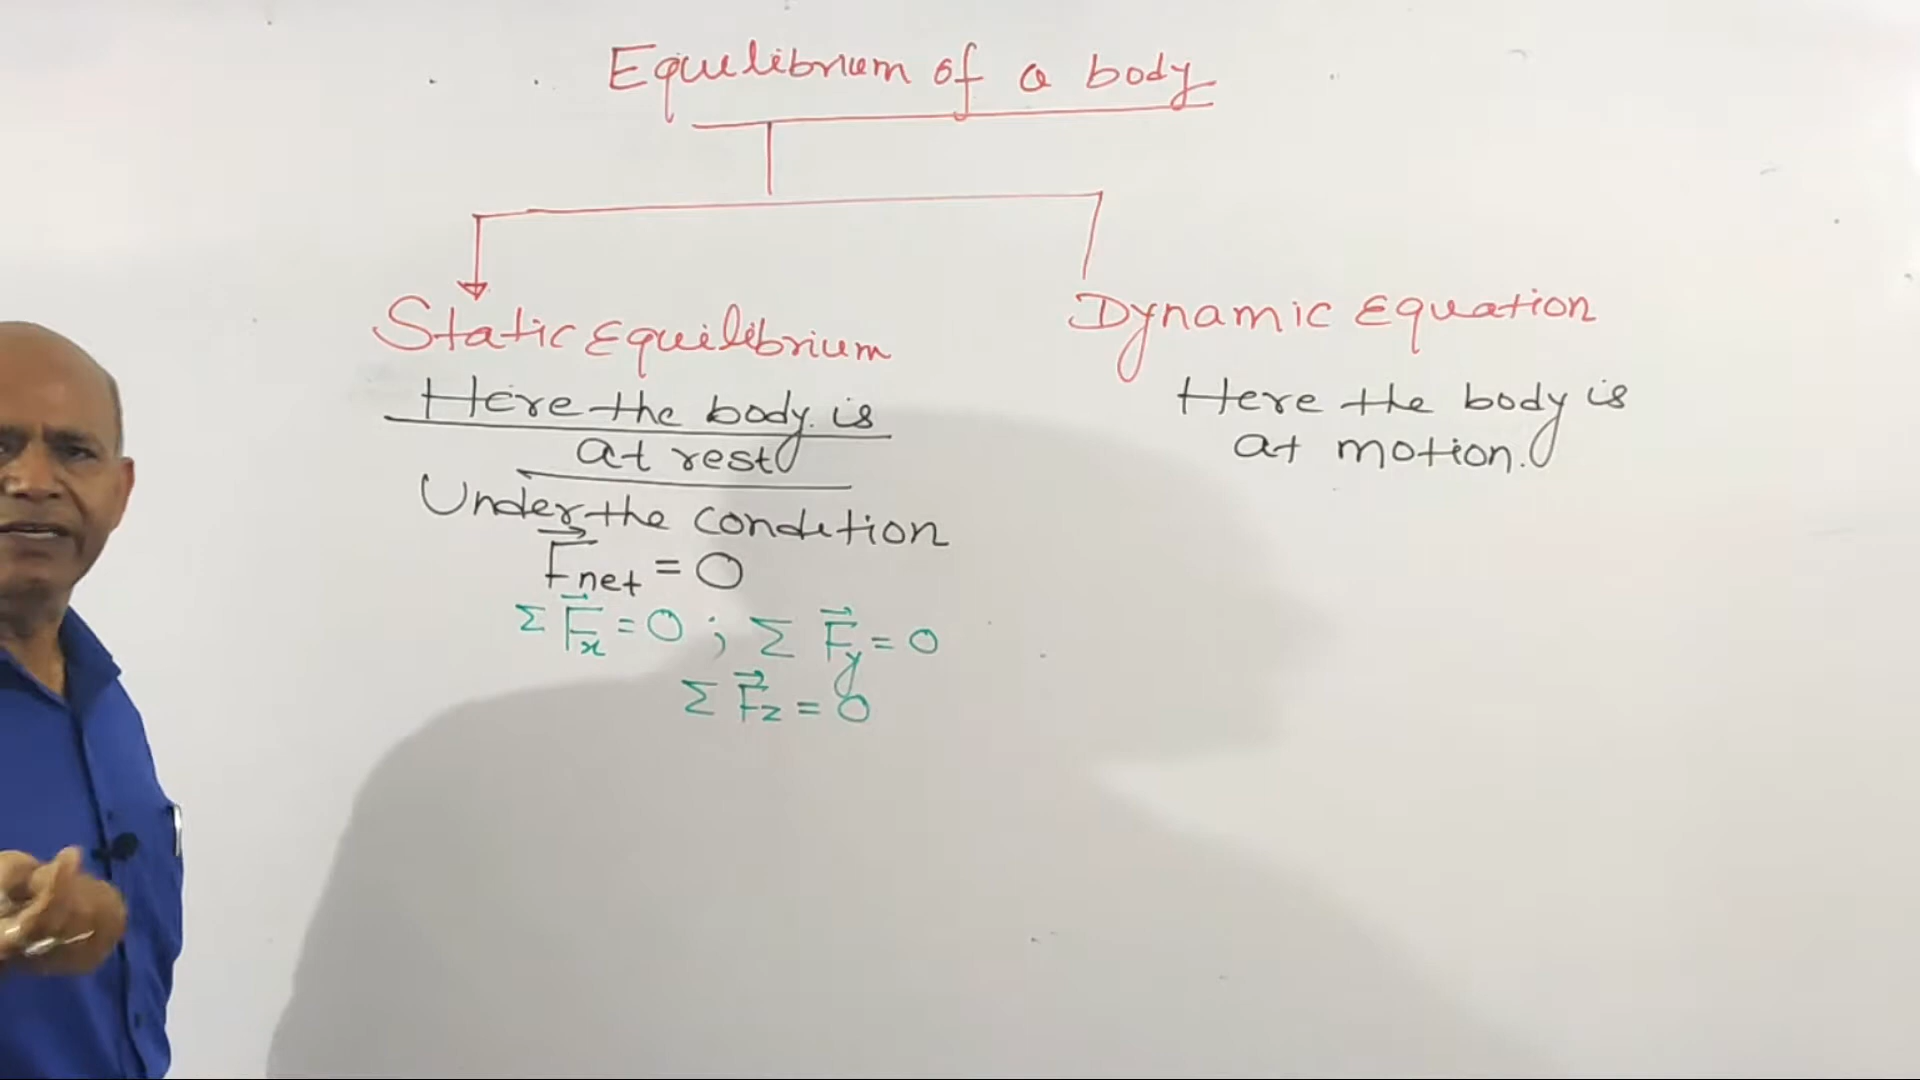 Equilibrium of a body
Static Equilibrium
Here the body is
at rest
Under the condition
F⃗net = 0
Σ F⃗x = 0 ; Σ F⃗y = 0
Σ F⃗z = 0
Dynamic Equation
Here the body is
at motion.